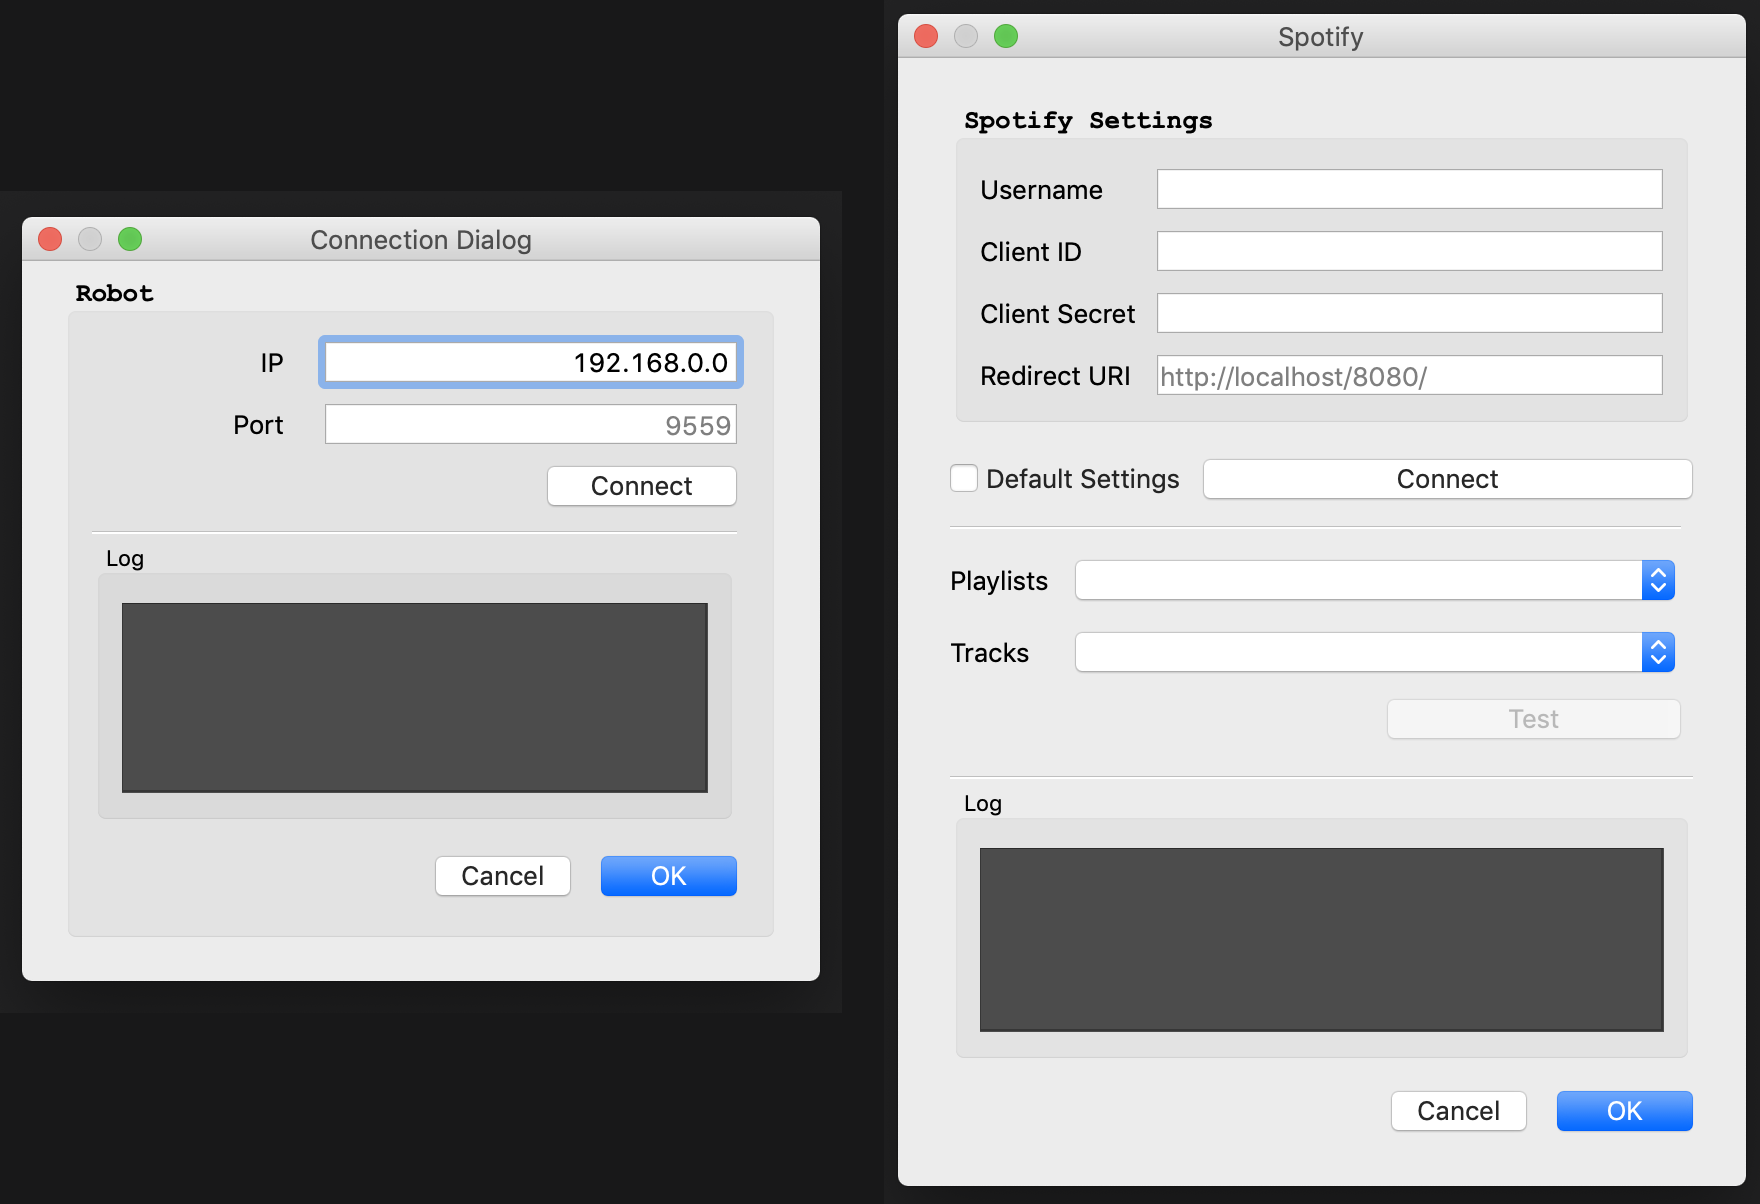 Connection Dialog
Robot
IP 192.168.0.0
Port 9559
Connect
Log
Cancel OK
Spotify
Spotify Settings
Username
Client ID
Client Secret
Redirect URI http://localhost/8080/
Default Settings Connect
Playlists
Tracks
Test
Log
Cancel OK